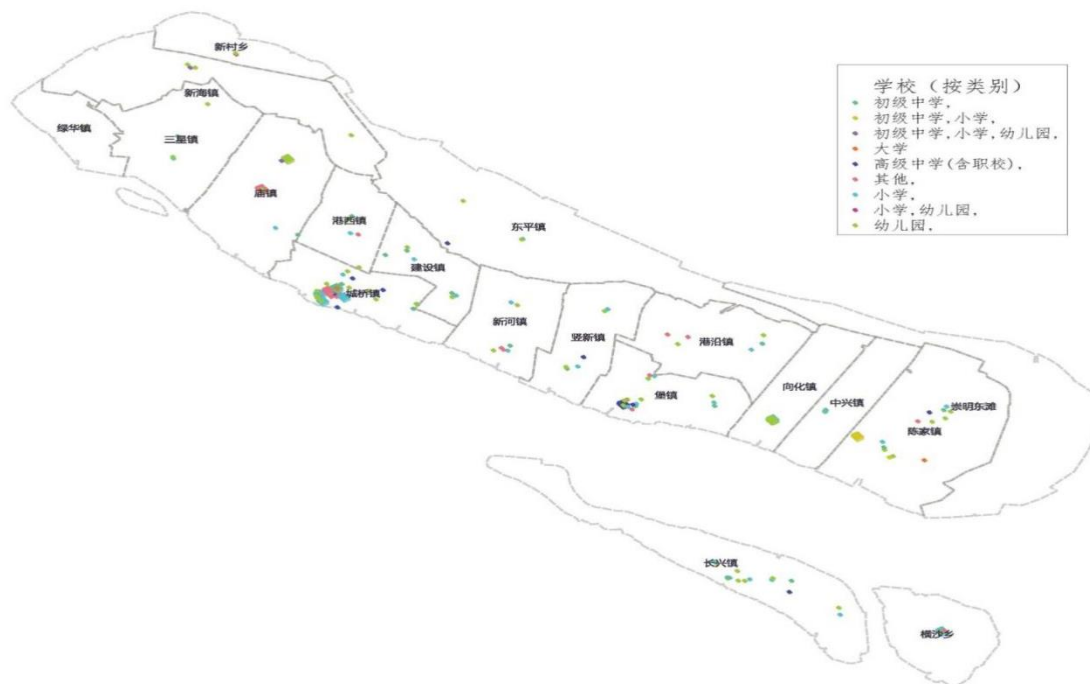 新村乡
新海镇
绿华镇
三星镇
庙镇
港西镇
东平镇
建设镇
城桥镇
新河镇
竖新镇
港沿镇
堡镇
向化镇
中兴镇
崇明东滩
陈家镇
长兴镇
横沙乡
学校（按类别）
初级中学，
初级中学，小学，
初级中学，小学，幼儿园，
大学
高级中学(含职校)，
其他，
小学，
小学，幼儿园，
幼儿园，